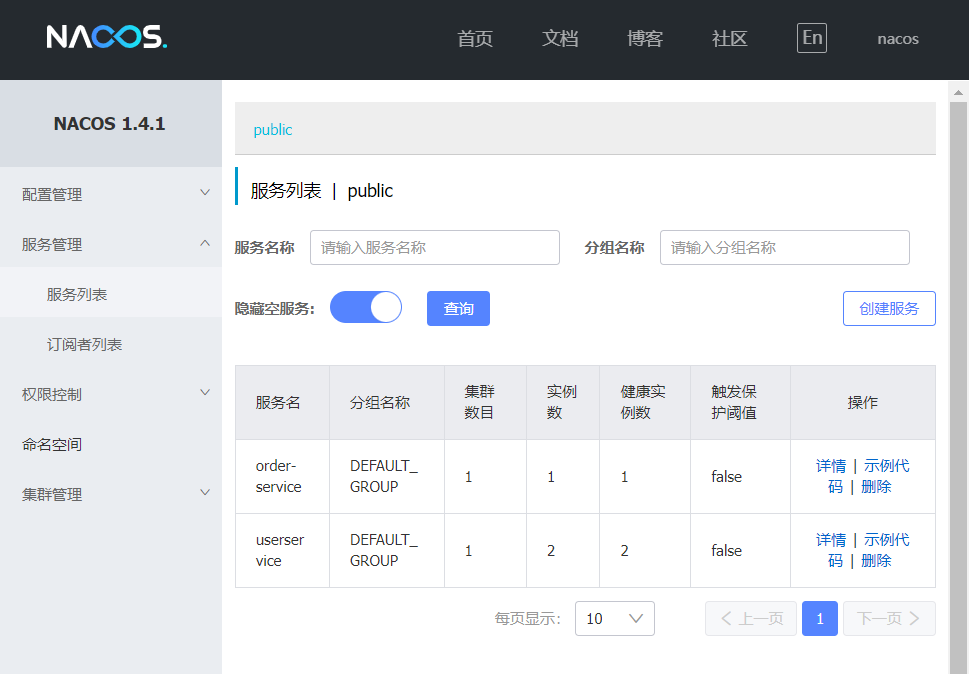 NACOS.
首页
文档
博客
社区
En
nacos
NACOS 1.4.1
配置管理
服务管理
服务列表
订阅者列表
权限控制
命名空间
集群管理
public
服务列表 | public
服务名称
请输入服务名称
分组名称
请输入分组名称
隐藏空服务:
查询
创建服务
服务名
分组名称
集群
数目
实例
数
健康实
例数
触发保
护阈值
操作
order-
service
DEFAULT_
GROUP
1
1
1
false
详情 | 示例代
码 | 删除
userser
vice
DEFAULT_
GROUP
1
2
2
false
详情 | 示例代
码 | 删除
每页显示:
10
上一页
1
下一页